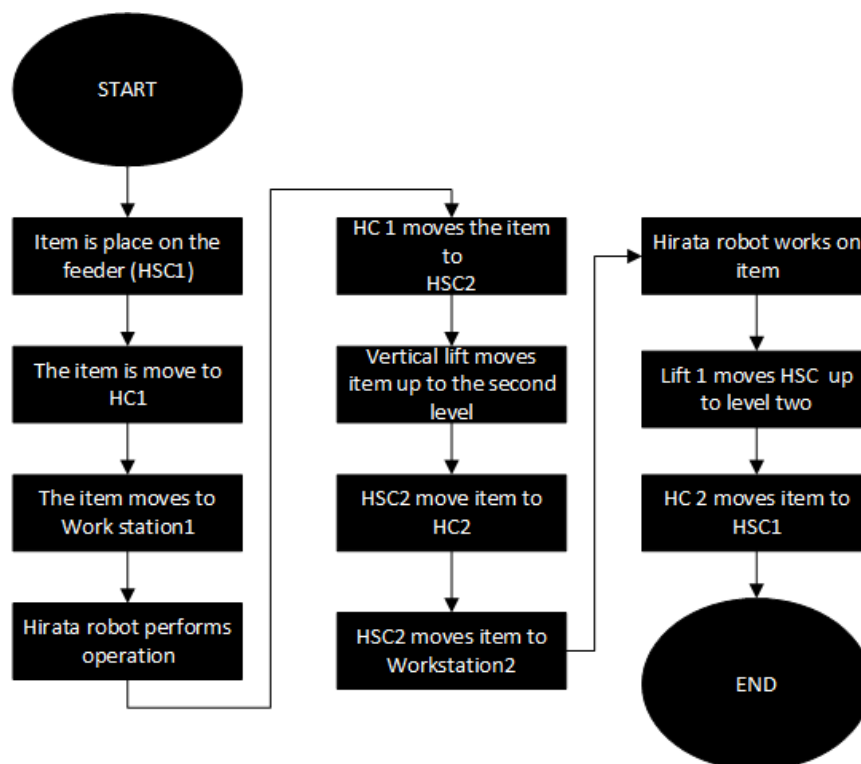 START
Item is place on the
feeder (HSC1)
The item is move to
HC1
The item moves to
Work station1
Hirata robot performs
operation
HC 1 moves the item
to
HSC2
Vertical lift moves
item up to the second
level
HSC2 move item to
HC2
HSC2 moves item to
Workstation2
Hirata robot works on
item
Lift 1 moves HSC up
to level two
HC 2 moves item to
HSC1
END